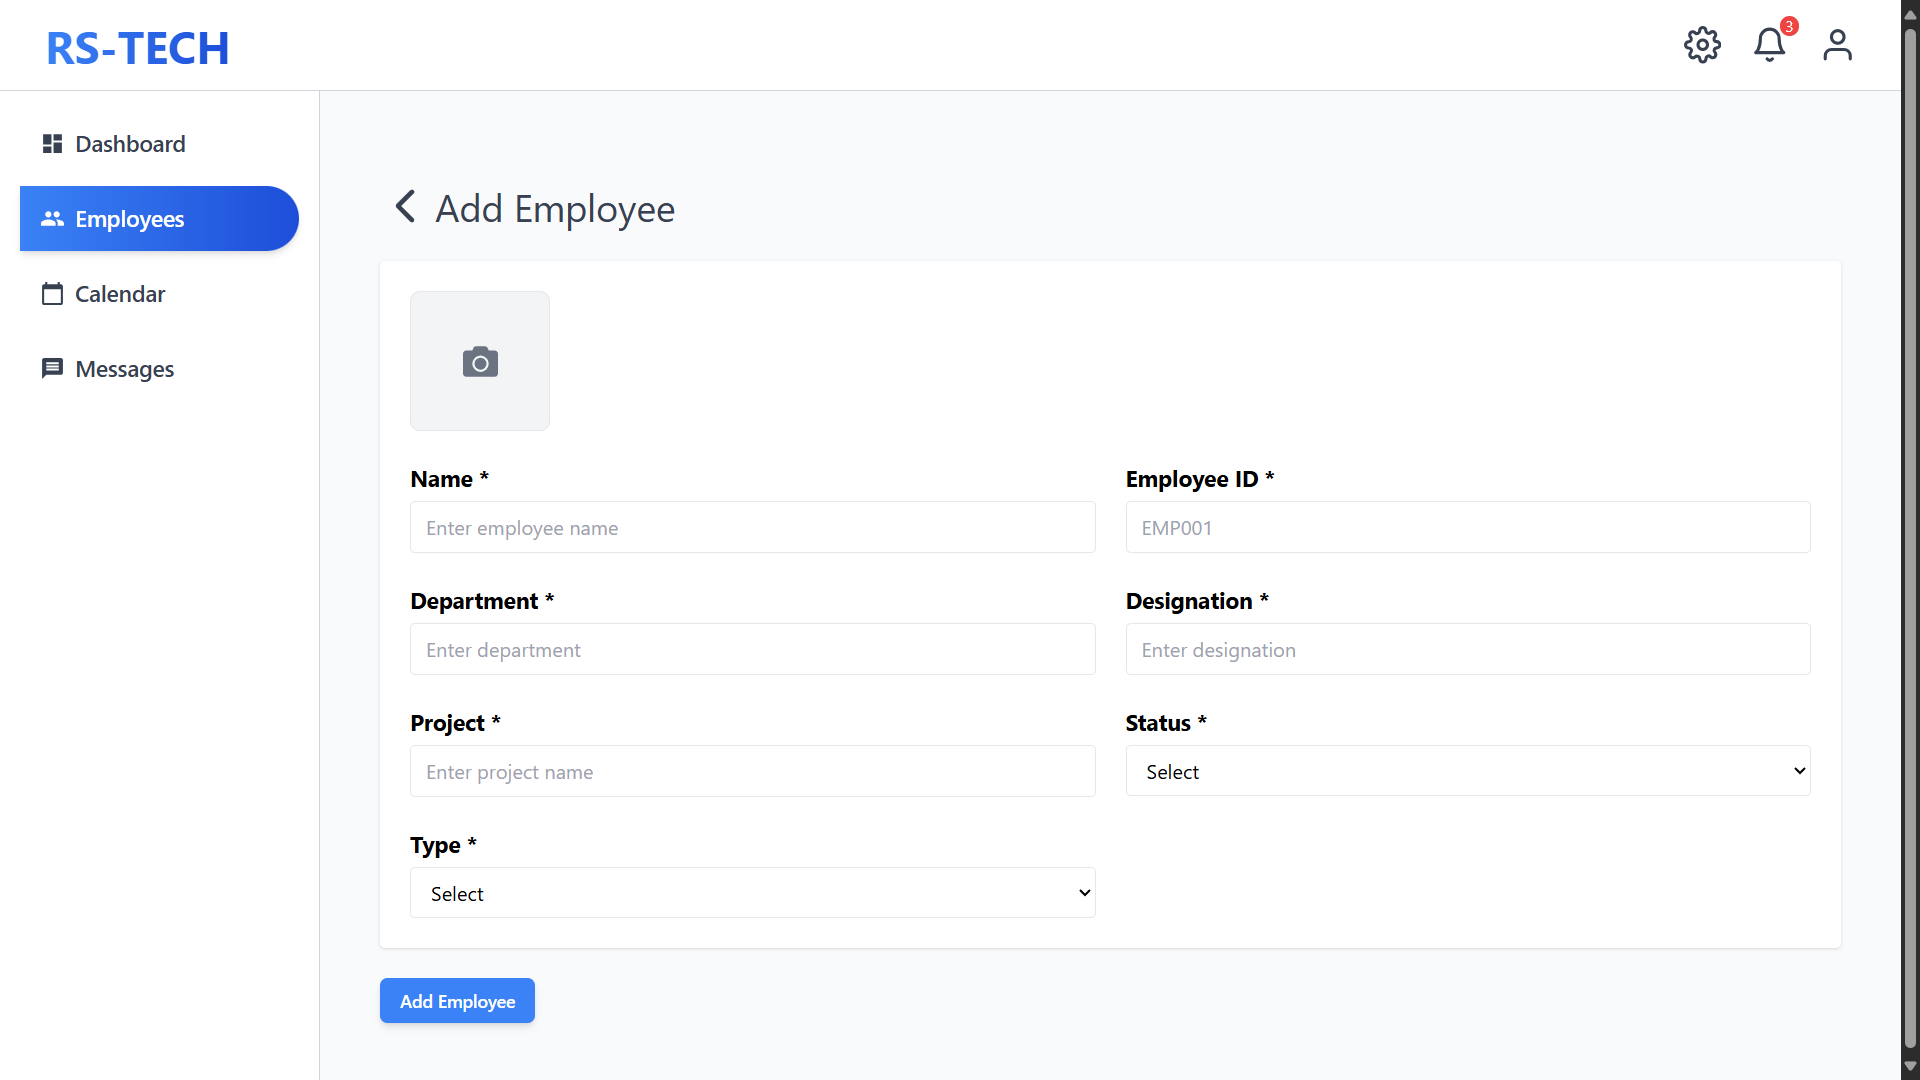 RS-TECH
3
Dashboard
Employees
Calendar
Messages
Add Employee
Name *
Employee ID *
Enter employee name
EMP001
Department *
Designation *
Enter department
Enter designation
Project *
Status *
Enter project name
Select
Type *
Select
Add Employee